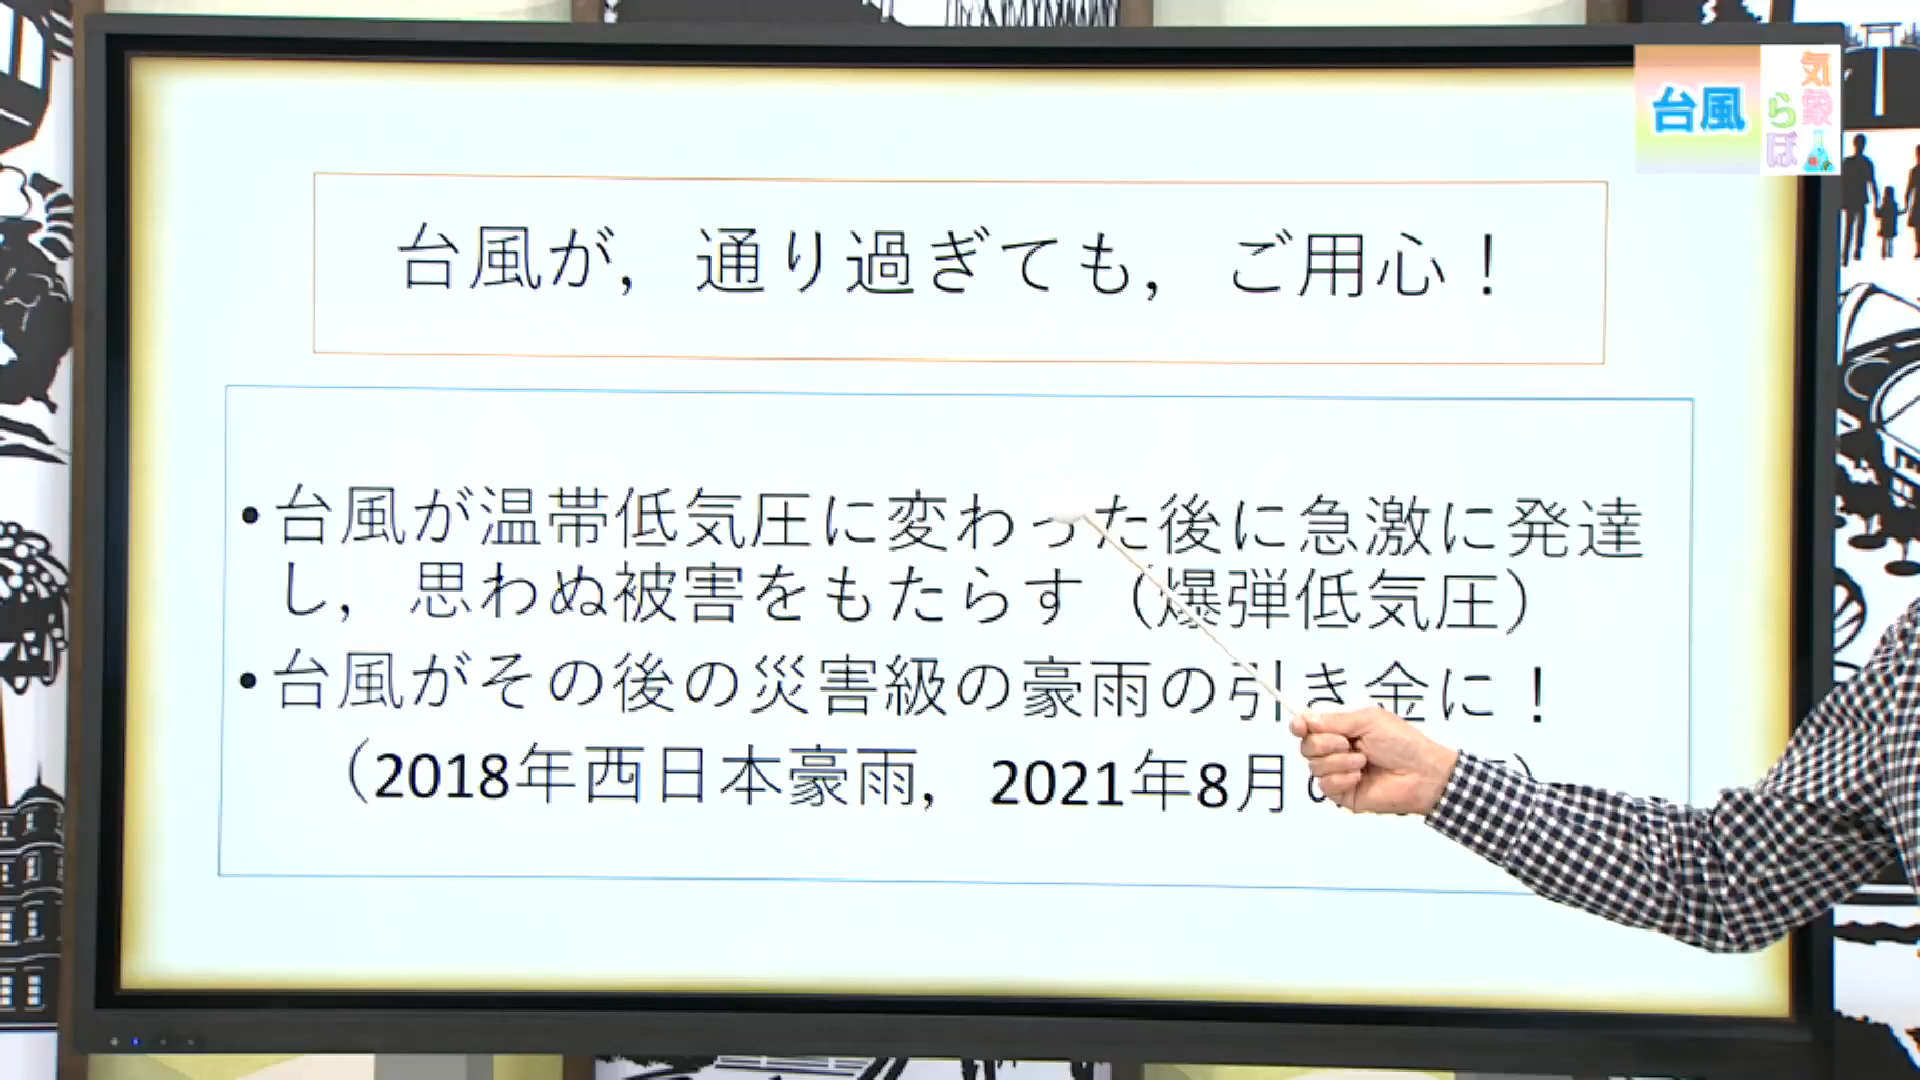 台風
気象
らぼ
台風が，通り過ぎても，ご用心！
•台風が温帯低気圧に変わった後に急激に発達
し，思わぬ被害をもたらす（爆弾低気圧）
•台風がその後の災害級の豪雨の引き金に！
（2018年西日本豪雨，2021年8月の